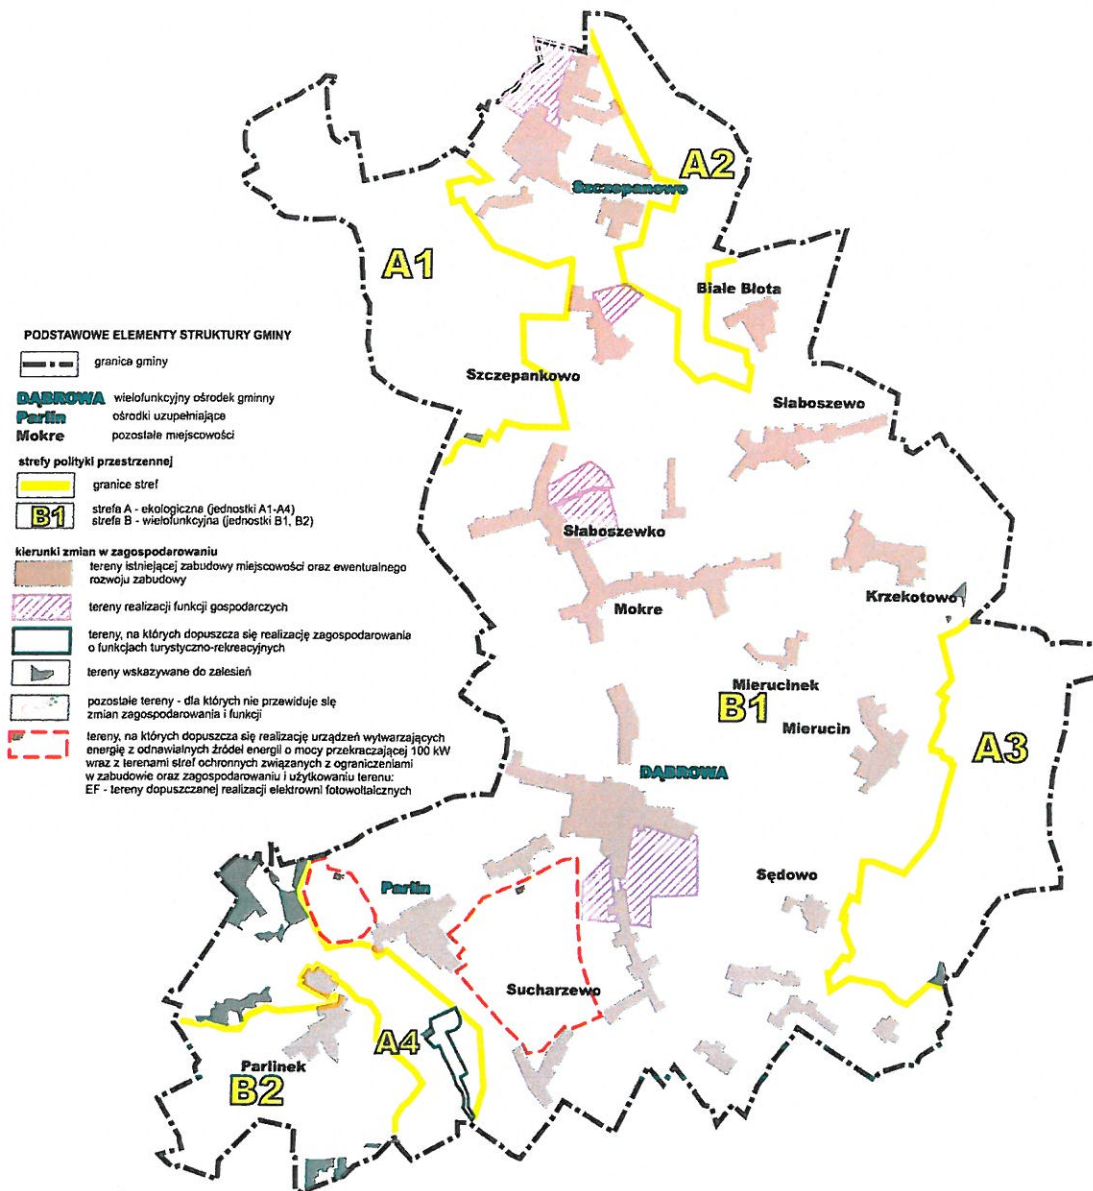 A2
Szczepanowo
A1
Białe Błota
PODSTAWOWE ELEMENTY STRUKTURY GMINY
granica gminy
Szczepankowo
DĄBROWA wielofunkcyjny ośrodek gminny
Parlin ośrodki uzupełniające
Mokre pozostałe miejscowości
Słaboszewo
strefy polityki przestrzennej
granice stref
B1 strefa A - ekologiczna (jednostki A1-A4)
strefa B - wielofunkcyjna (jednostki B1, B2)
Słaboszewko
kierunki zmian w zagospodarowaniu
tereny istniejącej zabudowy miejscowości oraz ewentualnego
rozwoju zabudowy
Krzekotowo
tereny realizacji funkcji gospodarczych
Mokre
tereny, na których dopuszcza się realizację zagospodarowania
o funkcjach turystyczno-rekreacyjnych
tereny wskazywane do zalesień
Mierucinek
B1
pozostałe tereny - dla których nie przewiduje się
zmian zagospodarowania i funkcji
Mierucin
tereny, na których dopuszcza się realizację urządzeń wytwarzających
energię z odnawialnych źródeł energii o mocy przekraczającej 100 kW
wraz z terenami stref ochronnych związanych z ograniczeniami
w zabudowie oraz zagospodarowaniu i użytkowaniu terenu:
EF - tereny dopuszczanej realizacji elektrowni fotowoltaicznych
A3
DĄBROWA
Sędowo
Parlin
Sucharzewo
A4
Parlinek
B2